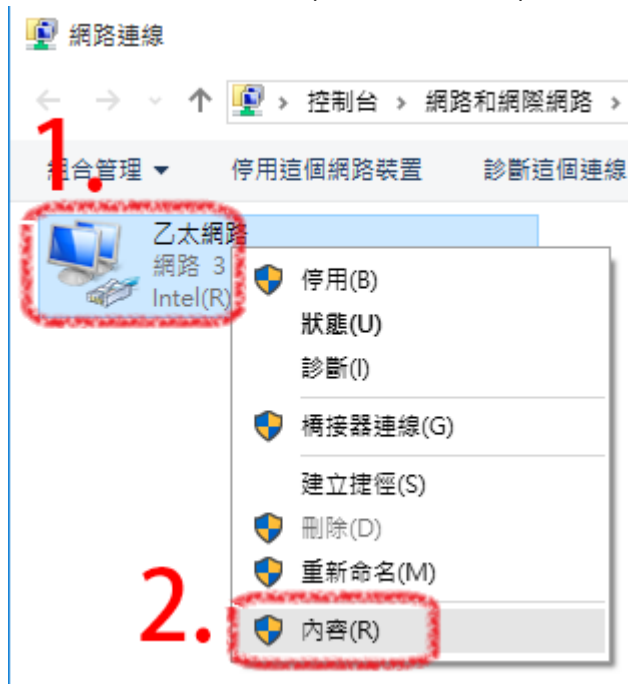 網路連線
控制台 › 網路和網際網路 ›
1.
組合管理 停用這個網路裝置 診斷這個連線
乙太網路
網路 3
Intel(R)
停用(B)
狀態(U)
診斷(I)
橋接器連線(G)
建立捷徑(S)
刪除(D)
重新命名(M)
2.
內容(R)